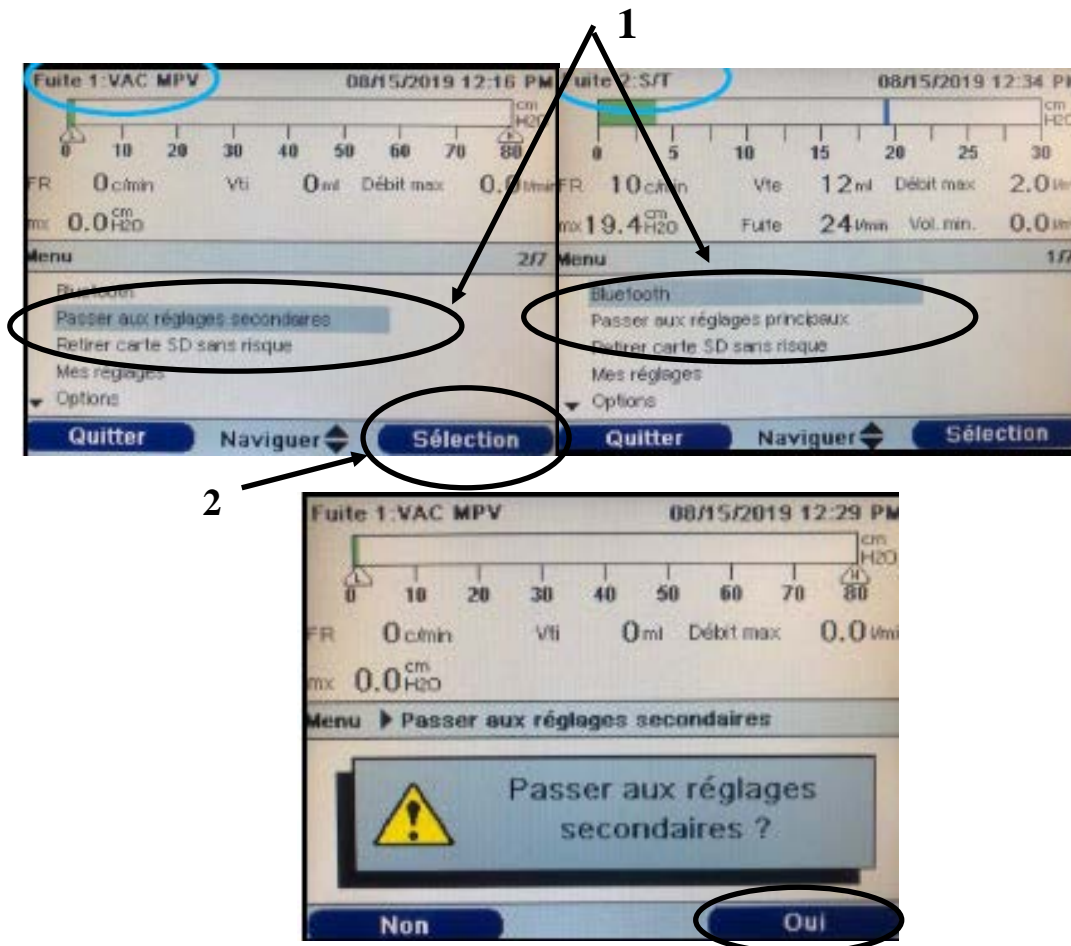 1
Fuite 1:VAC MPV 08/15/2019 12:16 PM
cm
H2O
0 10 20 30 40 50 60 70 80
FR 0 c/min Vti 0 ml Débit max 0.0 l/min
mx 0.0 cm H2O
Menu 2/7
Bluetooth
Passer aux réglages secondaires
Retirer carte SD sans risque
Mes réglages
Options
Quitter Naviguer Sélection
Fuite 2:S/T 08/15/2019 12:34 PM
cm
H2O
0 5 10 15 20 25 30
FR 10 c/min Vte 12 ml Débit max 2.0 l/m
mx 19.4 cm H2O Fuite 24 l/min Vol. min. 0.0 l/m
Menu 1/7
Bluetooth
Passer aux réglages principaux
Retirer carte SD sans risque
Mes réglages
Options
Quitter Naviguer Sélection
2
Fuite 1:VAC MPV 08/15/2019 12:29 PM
cm
H2O
L H
0 10 20 30 40 50 60 70 80
FR 0 c/min Vti 0 ml Débit max 0.0 l/mi
mx 0.0 cm H2O
Menu Passer aux réglages secondaires
Passer aux réglages
secondaires ?
Non Oui